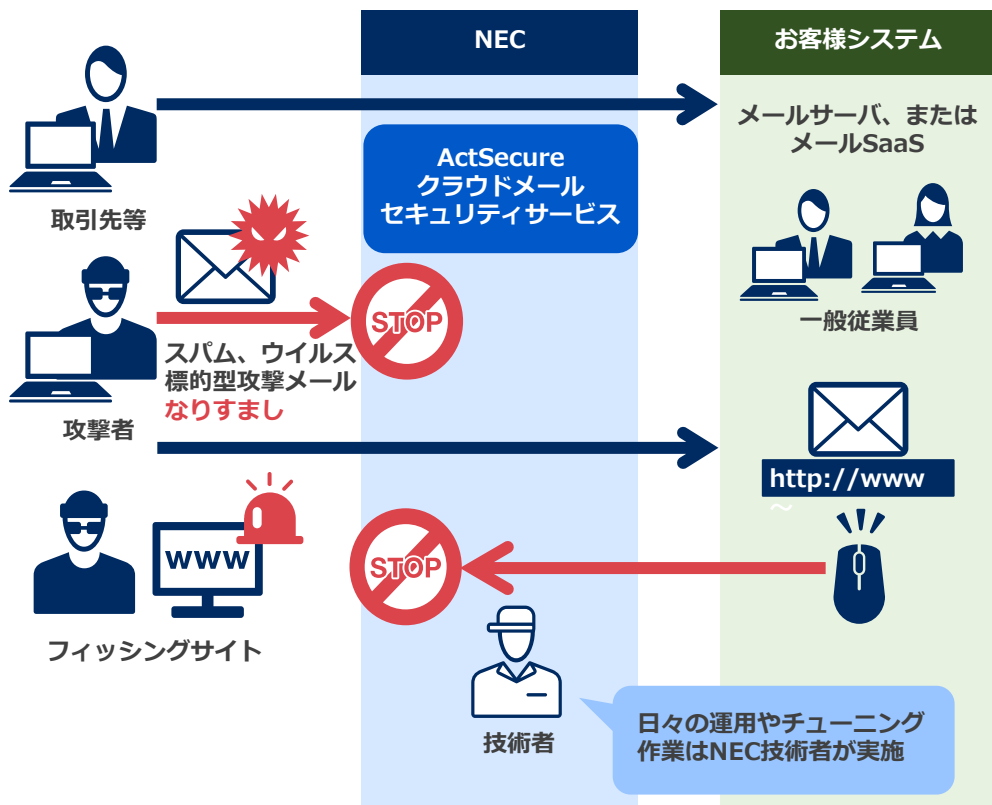 NEC
お客様システム
メールサーバ、または
メールSaaS
ActSecure
クラウドメール
セキュリティサービス
取引先等
一般従業員
STOP
スパム、ウイルス
標的型攻撃メール
なりすまし
攻撃者
http://www
～
www
STOP
フィッシングサイト
技術者
日々の運用やチューニング
作業はNEC技術者が実施